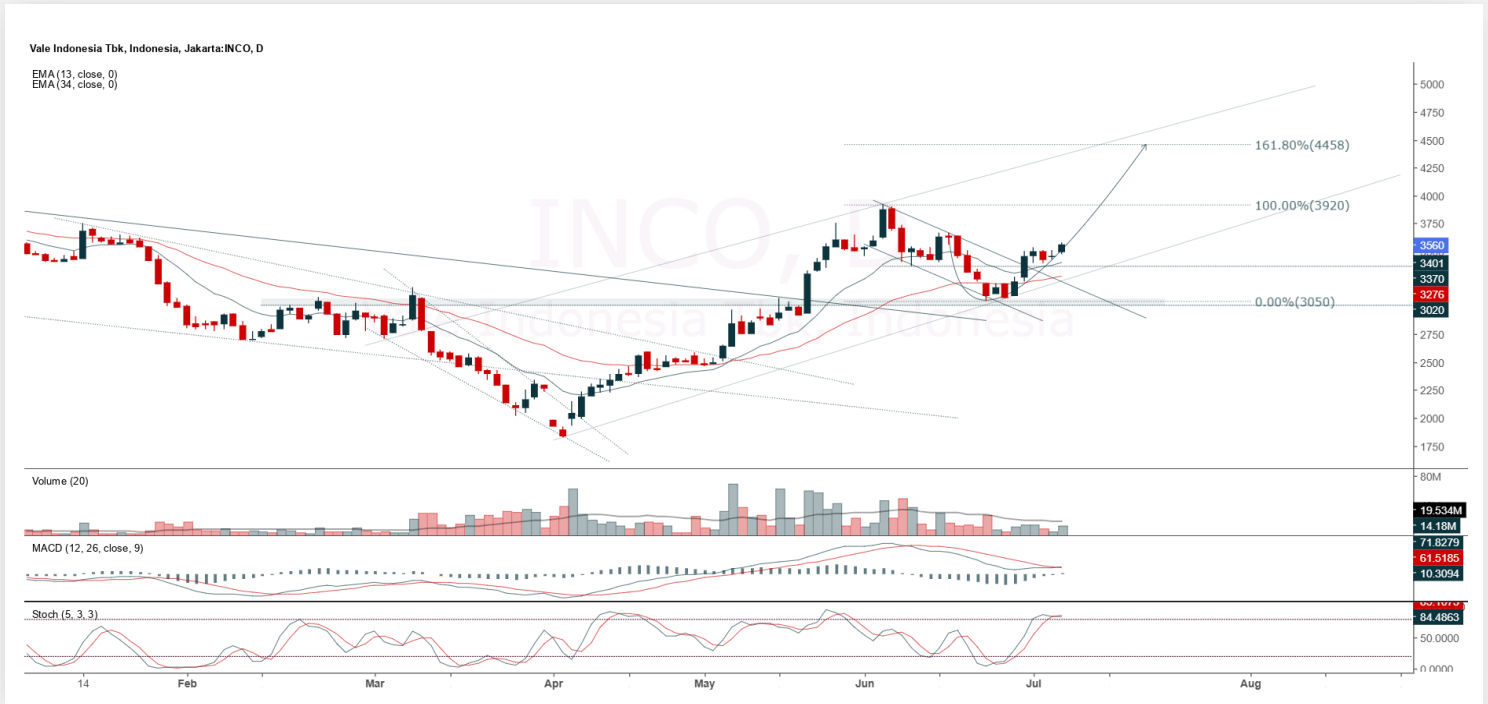 Vale Indonesia Tbk, Indonesia, Jakarta:INCO, D
EMA (13, close, 0)
EMA (34, close, 0)
INCO, D
Indonesia
5000
4750
4500
4250
4000
3750
3560
3401
3370
3276
3020
2750
2500
2250
2000
1750
161.80%(4458)
100.00%(3920)
0.00%(3050)
Volume (20)
80M
19.534M
14.18M
MACD (12, 26, close, 9)
71.8279
61.5185
10.3094
Stoch (5, 3, 3)
84.4863
50.0000
0.0000
14 Feb Mar Apr May Jun Jul Aug